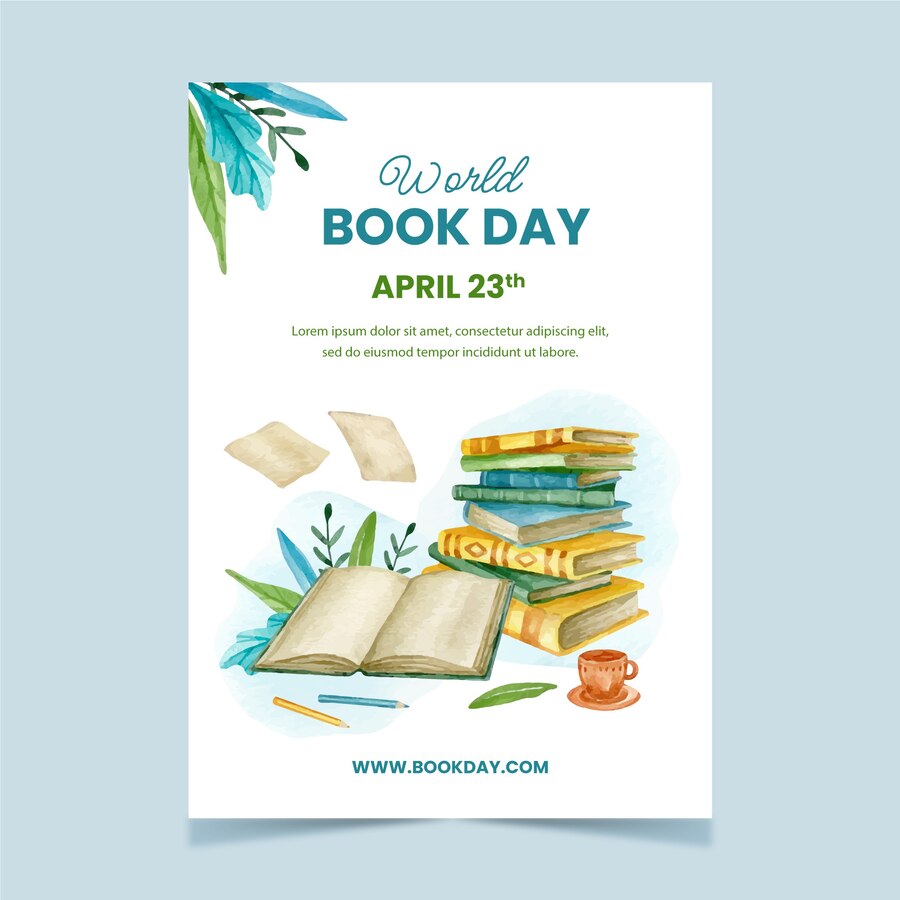 World
BOOK DAY
APRIL 23th
Lorem ipsum dolor sit amet, consectetur adipiscing elit,
sed do eiusmod tempor incididunt ut labore.
WWW.BOOKDAY.COM